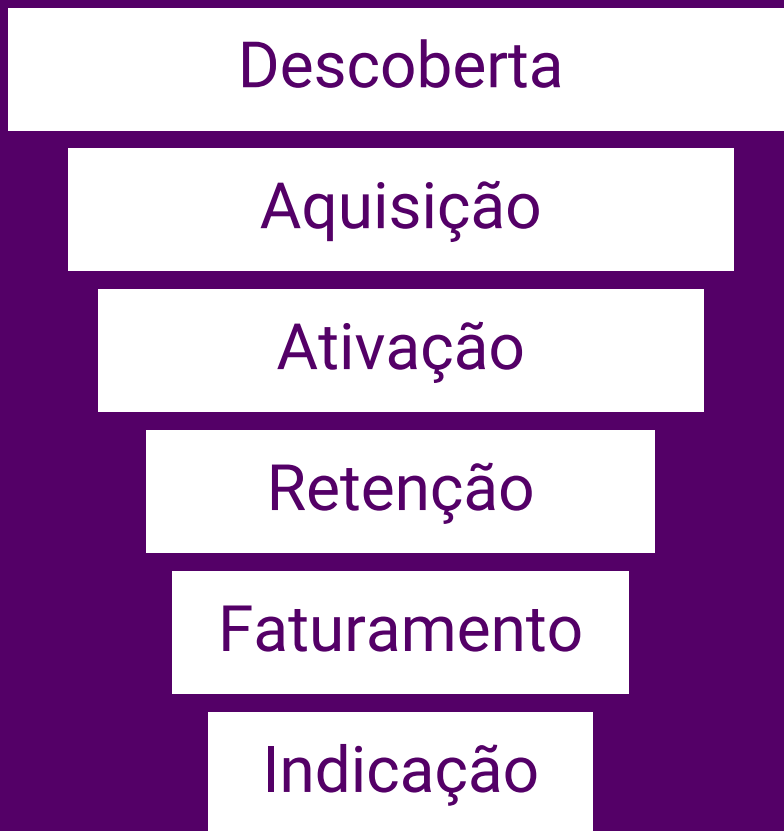 Descoberta
Aquisição
Ativação
Retenção
Faturamento
Indicação